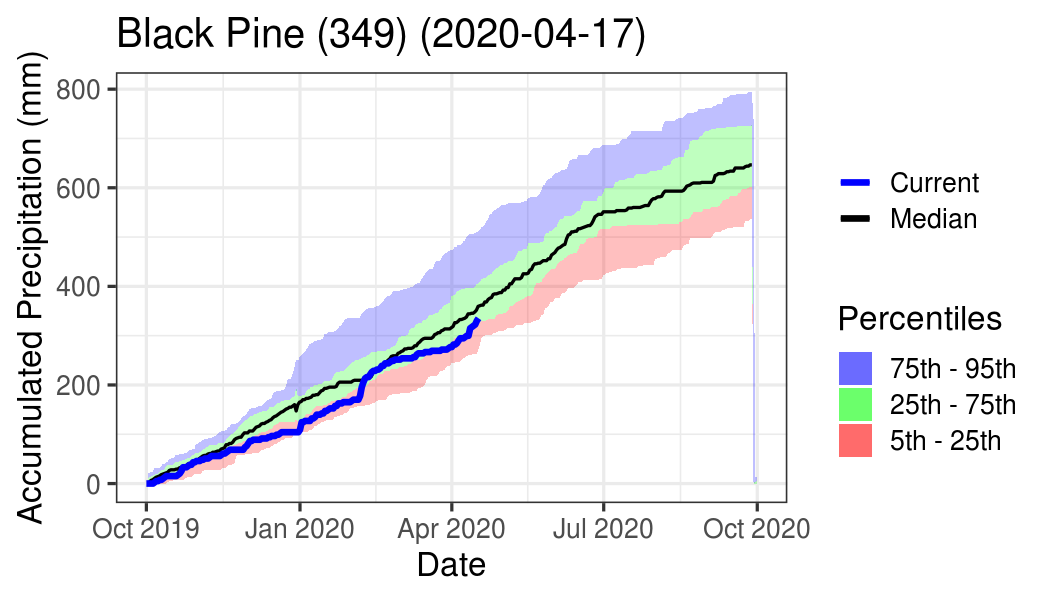 Black Pine (349) (2020-04-17)
Accumulated Precipitation (mm)
800
600
400
200
0
Oct 2019
Jan 2020
Apr 2020
Jul 2020
Oct 2020
Date
Current
Median
Percentiles
75th - 95th
25th - 75th
5th - 25th